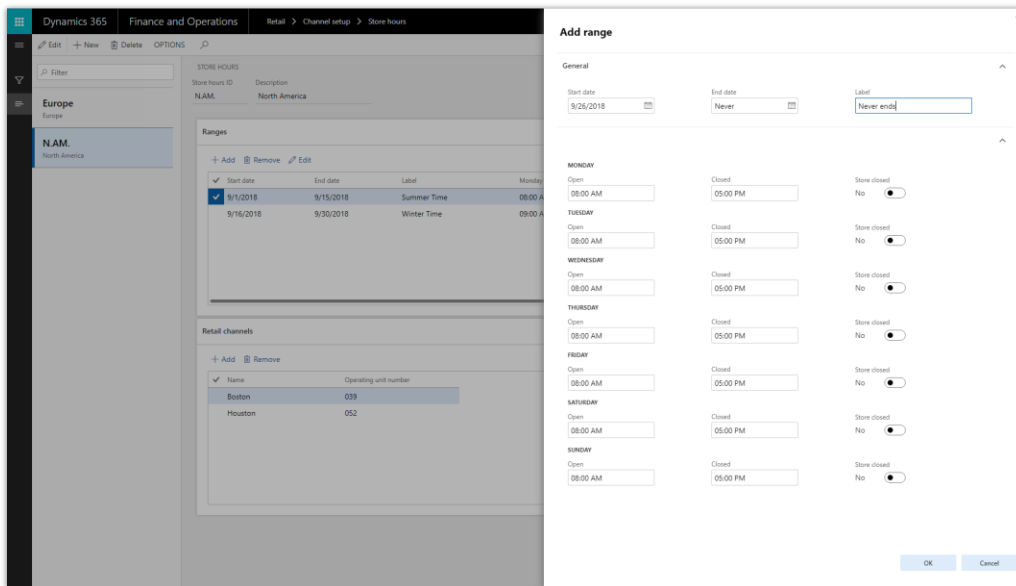 Dynamics 365 Finance and Operations Retail > Channel setup > Store hours
Edit + New Delete OPTIONS
Filter
Europe
Europe
N.AM.
North America
STORE HOURS
Store hours ID Description
N.AM. North America
Ranges
+ Add Remove Edit
Start date End date Label Monday
9/1/2018 9/15/2018 Summer Time 08:00 A
9/16/2018 9/30/2018 Winter Time 09:00 A
Retail channels
+ Add Remove
Name Operating unit number
Boston 039
Houston 052
Add range
General
Start date End date Label
9/26/2018 Never Never ends
MONDAY
Open Closed Store closed
08:00 AM 05:00 PM No
TUESDAY
Open Closed Store closed
08:00 AM 05:00 PM No
WEDNESDAY
Open Closed Store closed
08:00 AM 05:00 PM No
THURSDAY
Open Closed Store closed
08:00 AM 05:00 PM No
FRIDAY
Open Closed Store closed
08:00 AM 05:00 PM No
SATURDAY
Open Closed Store closed
08:00 AM 05:00 PM No
SUNDAY
Open Closed Store closed
08:00 AM 05:00 PM No
OK Cancel